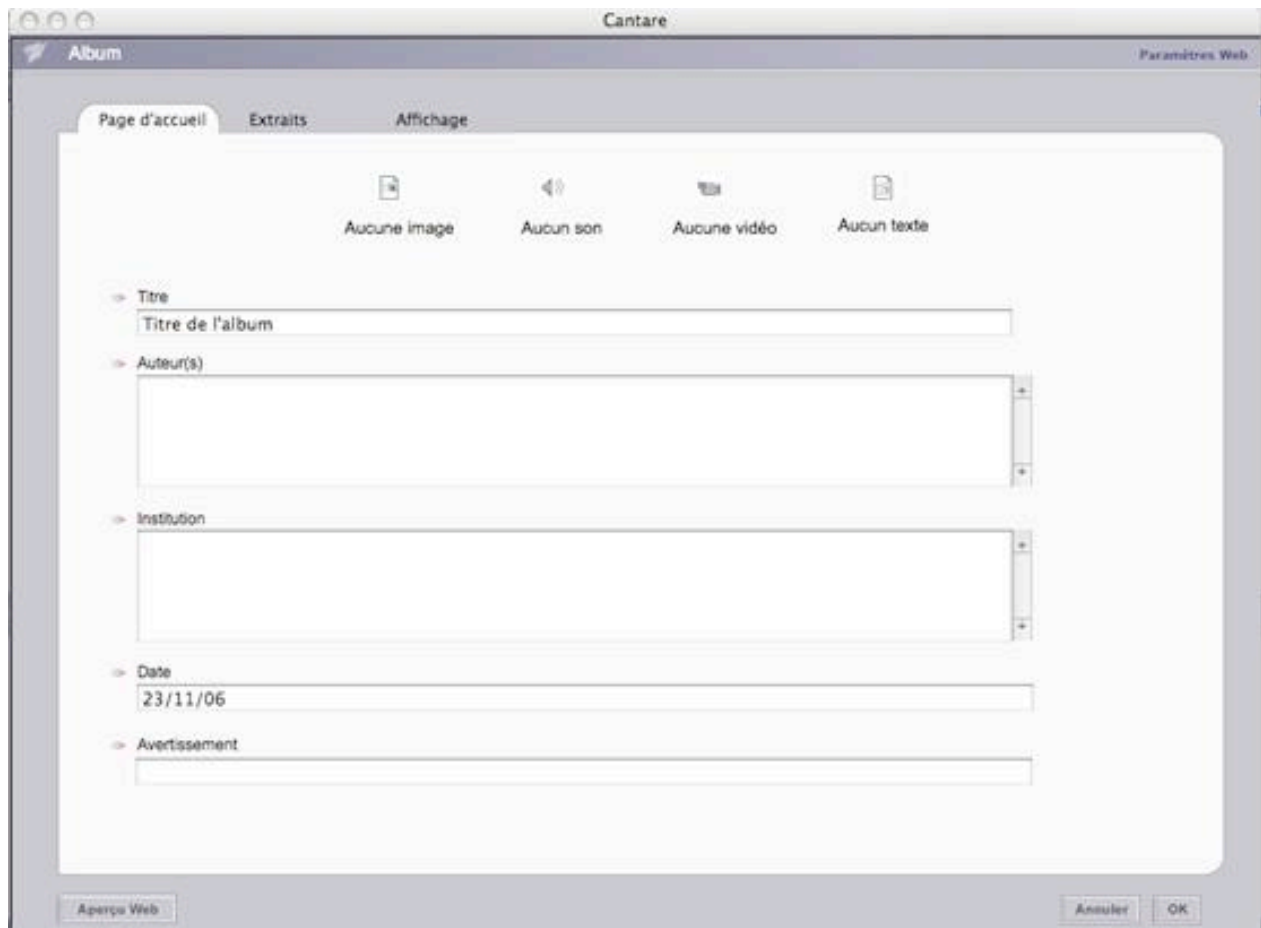 Cantare
Album Paramètres Web
Page d'accueil Extraits Affichage
Aucune image Aucun son Aucune vidéo Aucun texte
Titre
Titre de l'album
Auteur(s)
Institution
Date
23/11/06
Avertissement
Aperçu Web Annuler OK